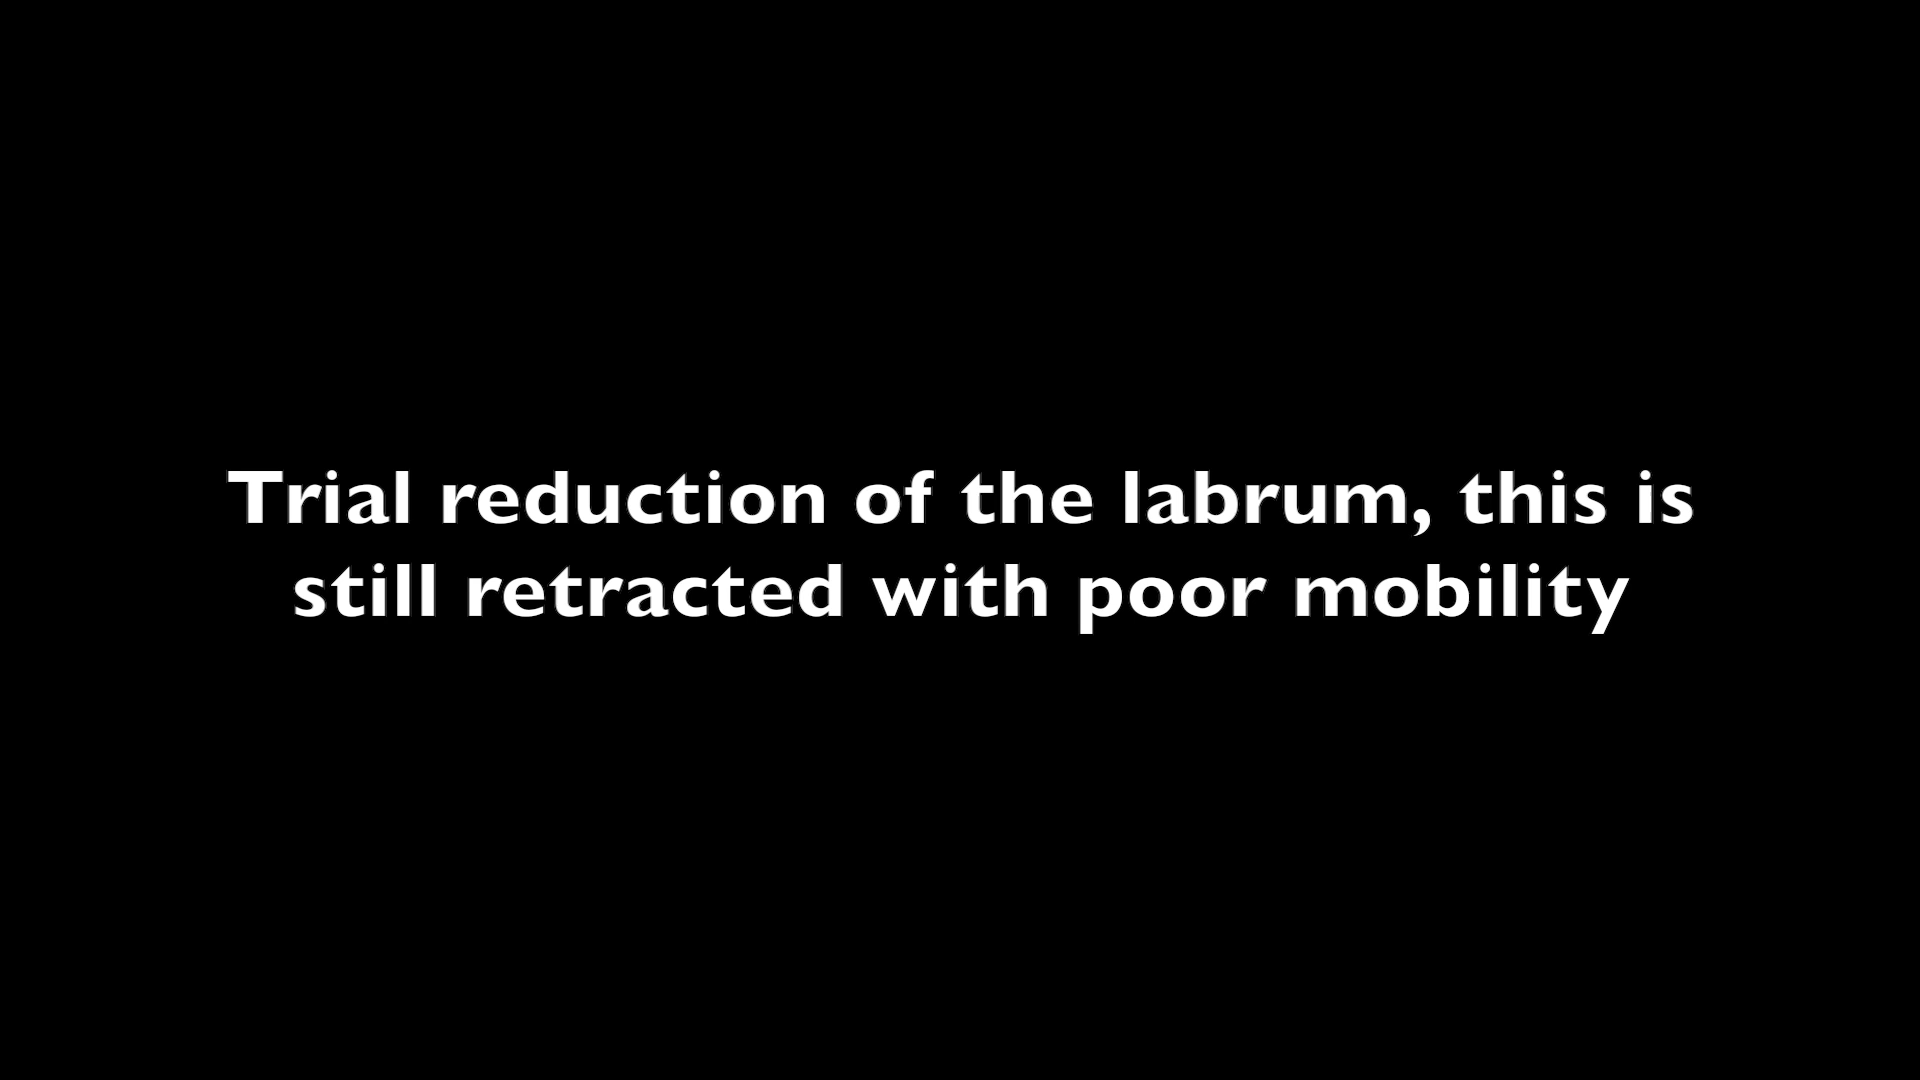 Trial reduction of the labrum, this is
still retracted with poor mobility